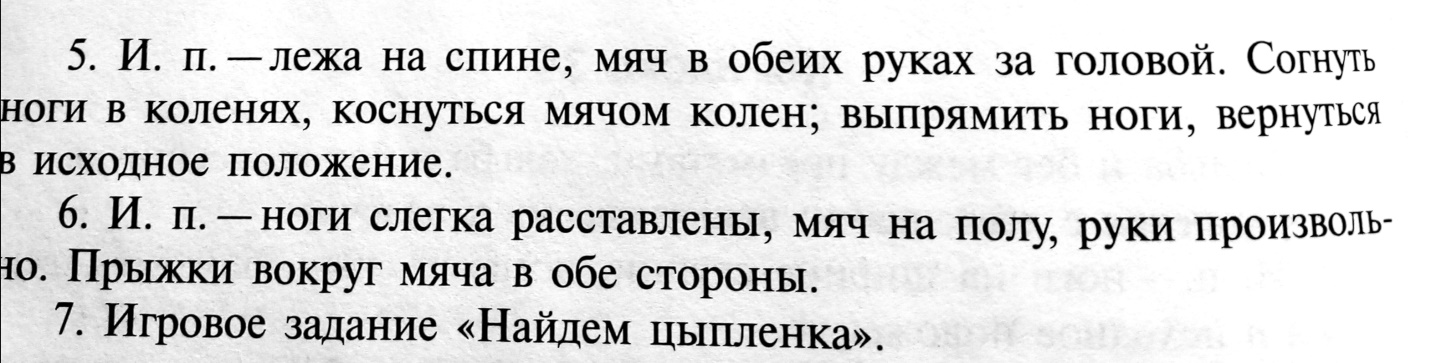 5. И. п. — лежа на спине, мяч в обеих руках за головой. Согнуть
ноги в коленях, коснуться мячом колен; выпрямить ноги, вернуться
в исходное положение.
6. И. п. — ноги слегка расставлены, мяч на полу, руки произволь-
но. Прыжки вокруг мяча в обе стороны.
7. Игровое задание «Найдем цыпленка».